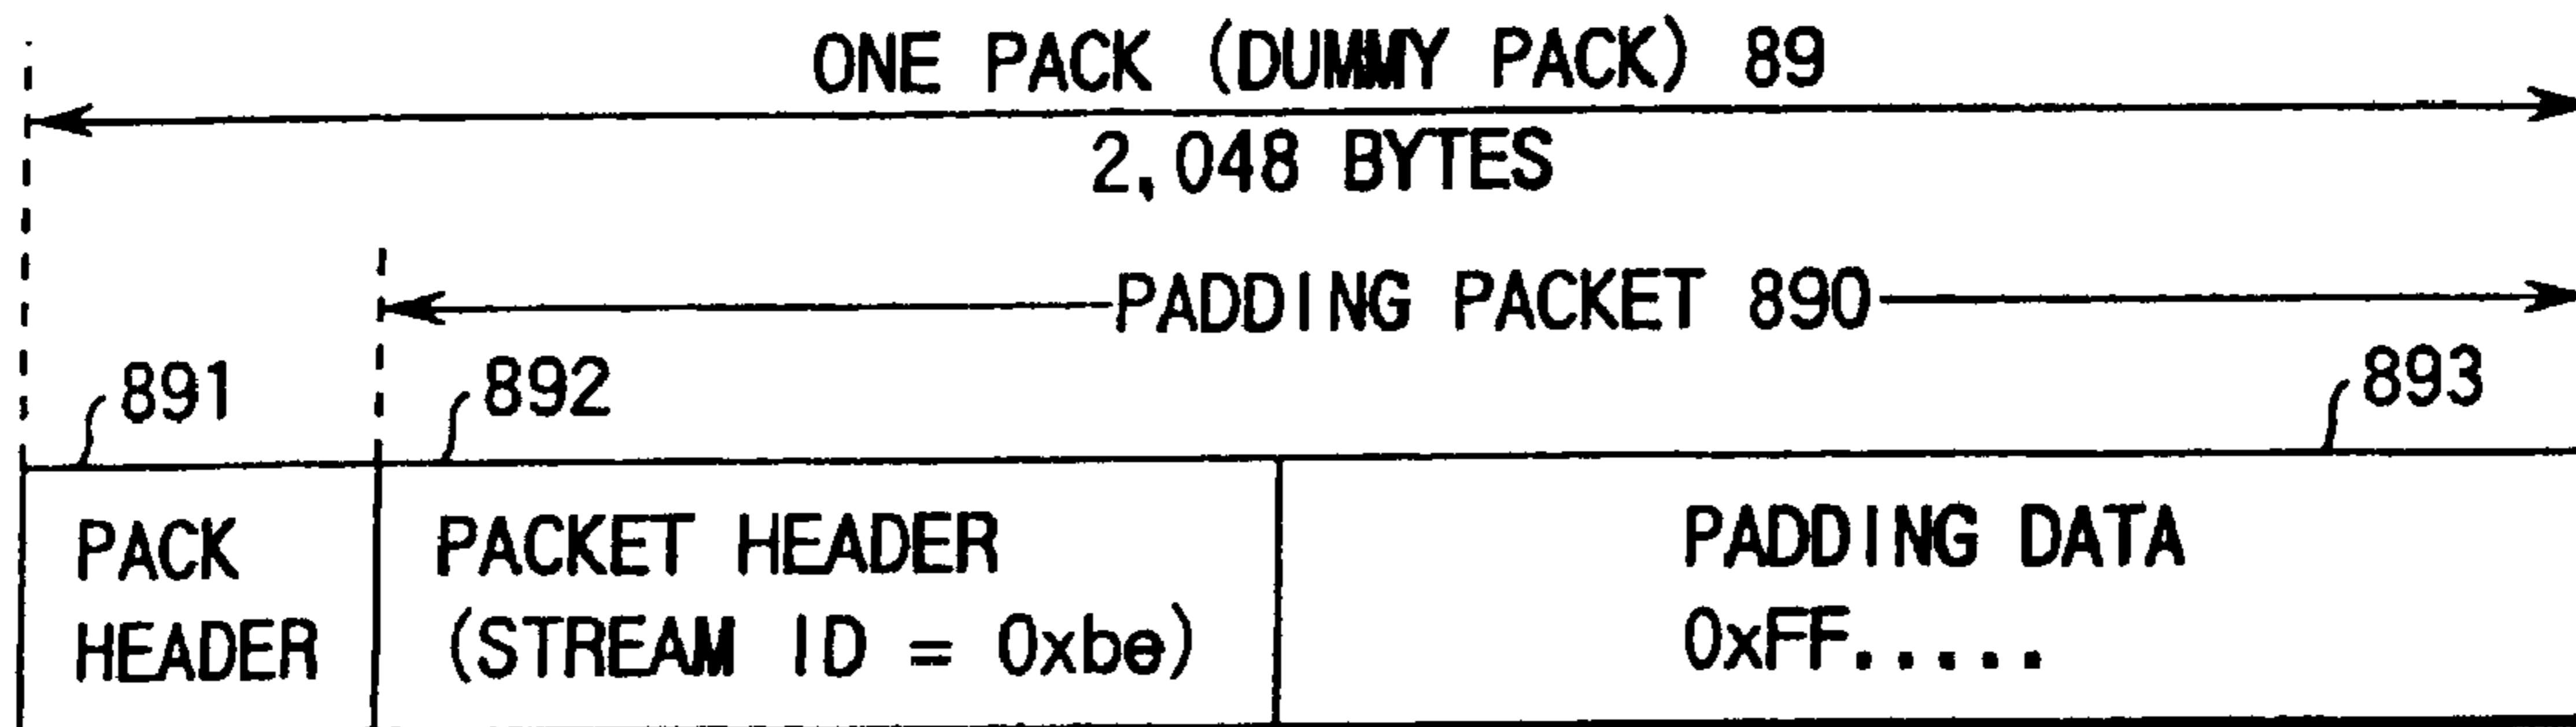 ONE PACK (DUMMY PACK) 89
2,048 BYTES
PADDING PACKET 890
891
892
893
PACK
HEADER
PACKET HEADER
(STREAM ID = 0xbe)
PADDING DATA
0xFF.....